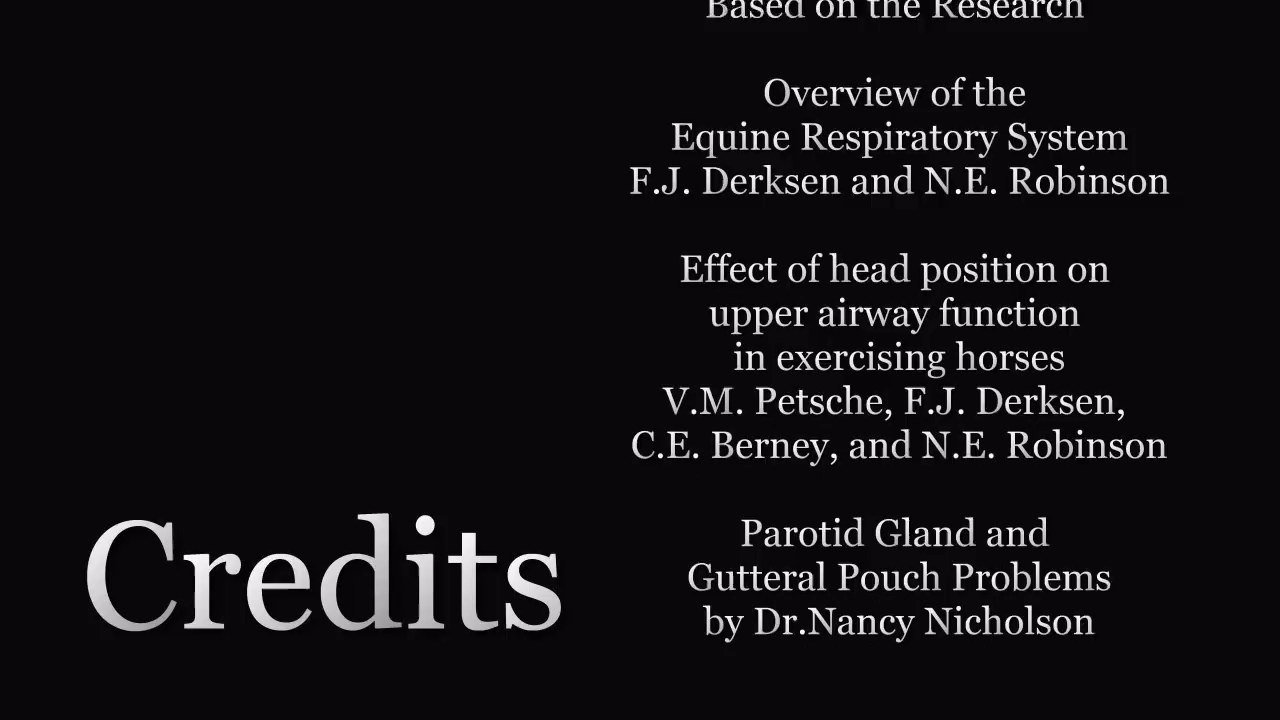 Based on the Research
Overview of the
Equine Respiratory System
F.J. Derksen and N.E. Robinson
Effect of head position on
upper airway function
in exercising horses
V.M. Petsche, F.J. Derksen,
C.E. Berney, and N.E. Robinson
Parotid Gland and
Gutteral Pouch Problems
by Dr.Nancy Nicholson
Credits